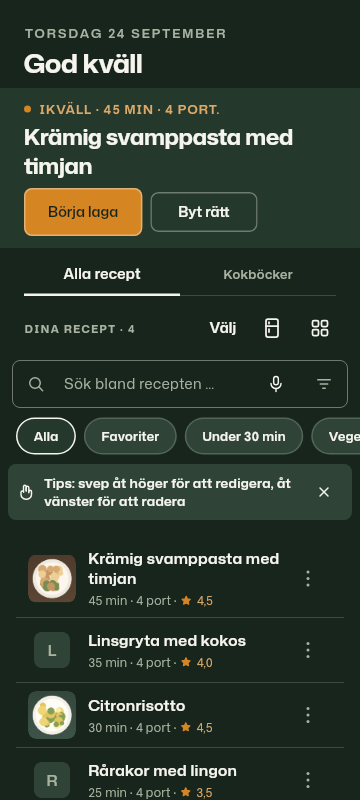 TORSDAG 24 SEPTEMBER
God kväll
IKVÄLL · 45 MIN · 4 PORT.
Krämig svamppasta med
timjan
Börja laga
Byt rätt
Alla recept
Kokböcker
DINA RECEPT · 4
Välj
Sök bland recepten ...
Alla
Favoriter
Under 30 min
Vege
Tips: svep åt höger för att redigera, åt
vänster för att radera
Krämig svamppasta med
timjan
45 min · 4 port · ★ 4,5
L
Linsgryta med kokos
35 min · 4 port · ★ 4,0
Citronrisotto
30 min · 4 port · ★ 4,5
R
Rårakor med lingon
25 min · 4 port · ★ 3,5